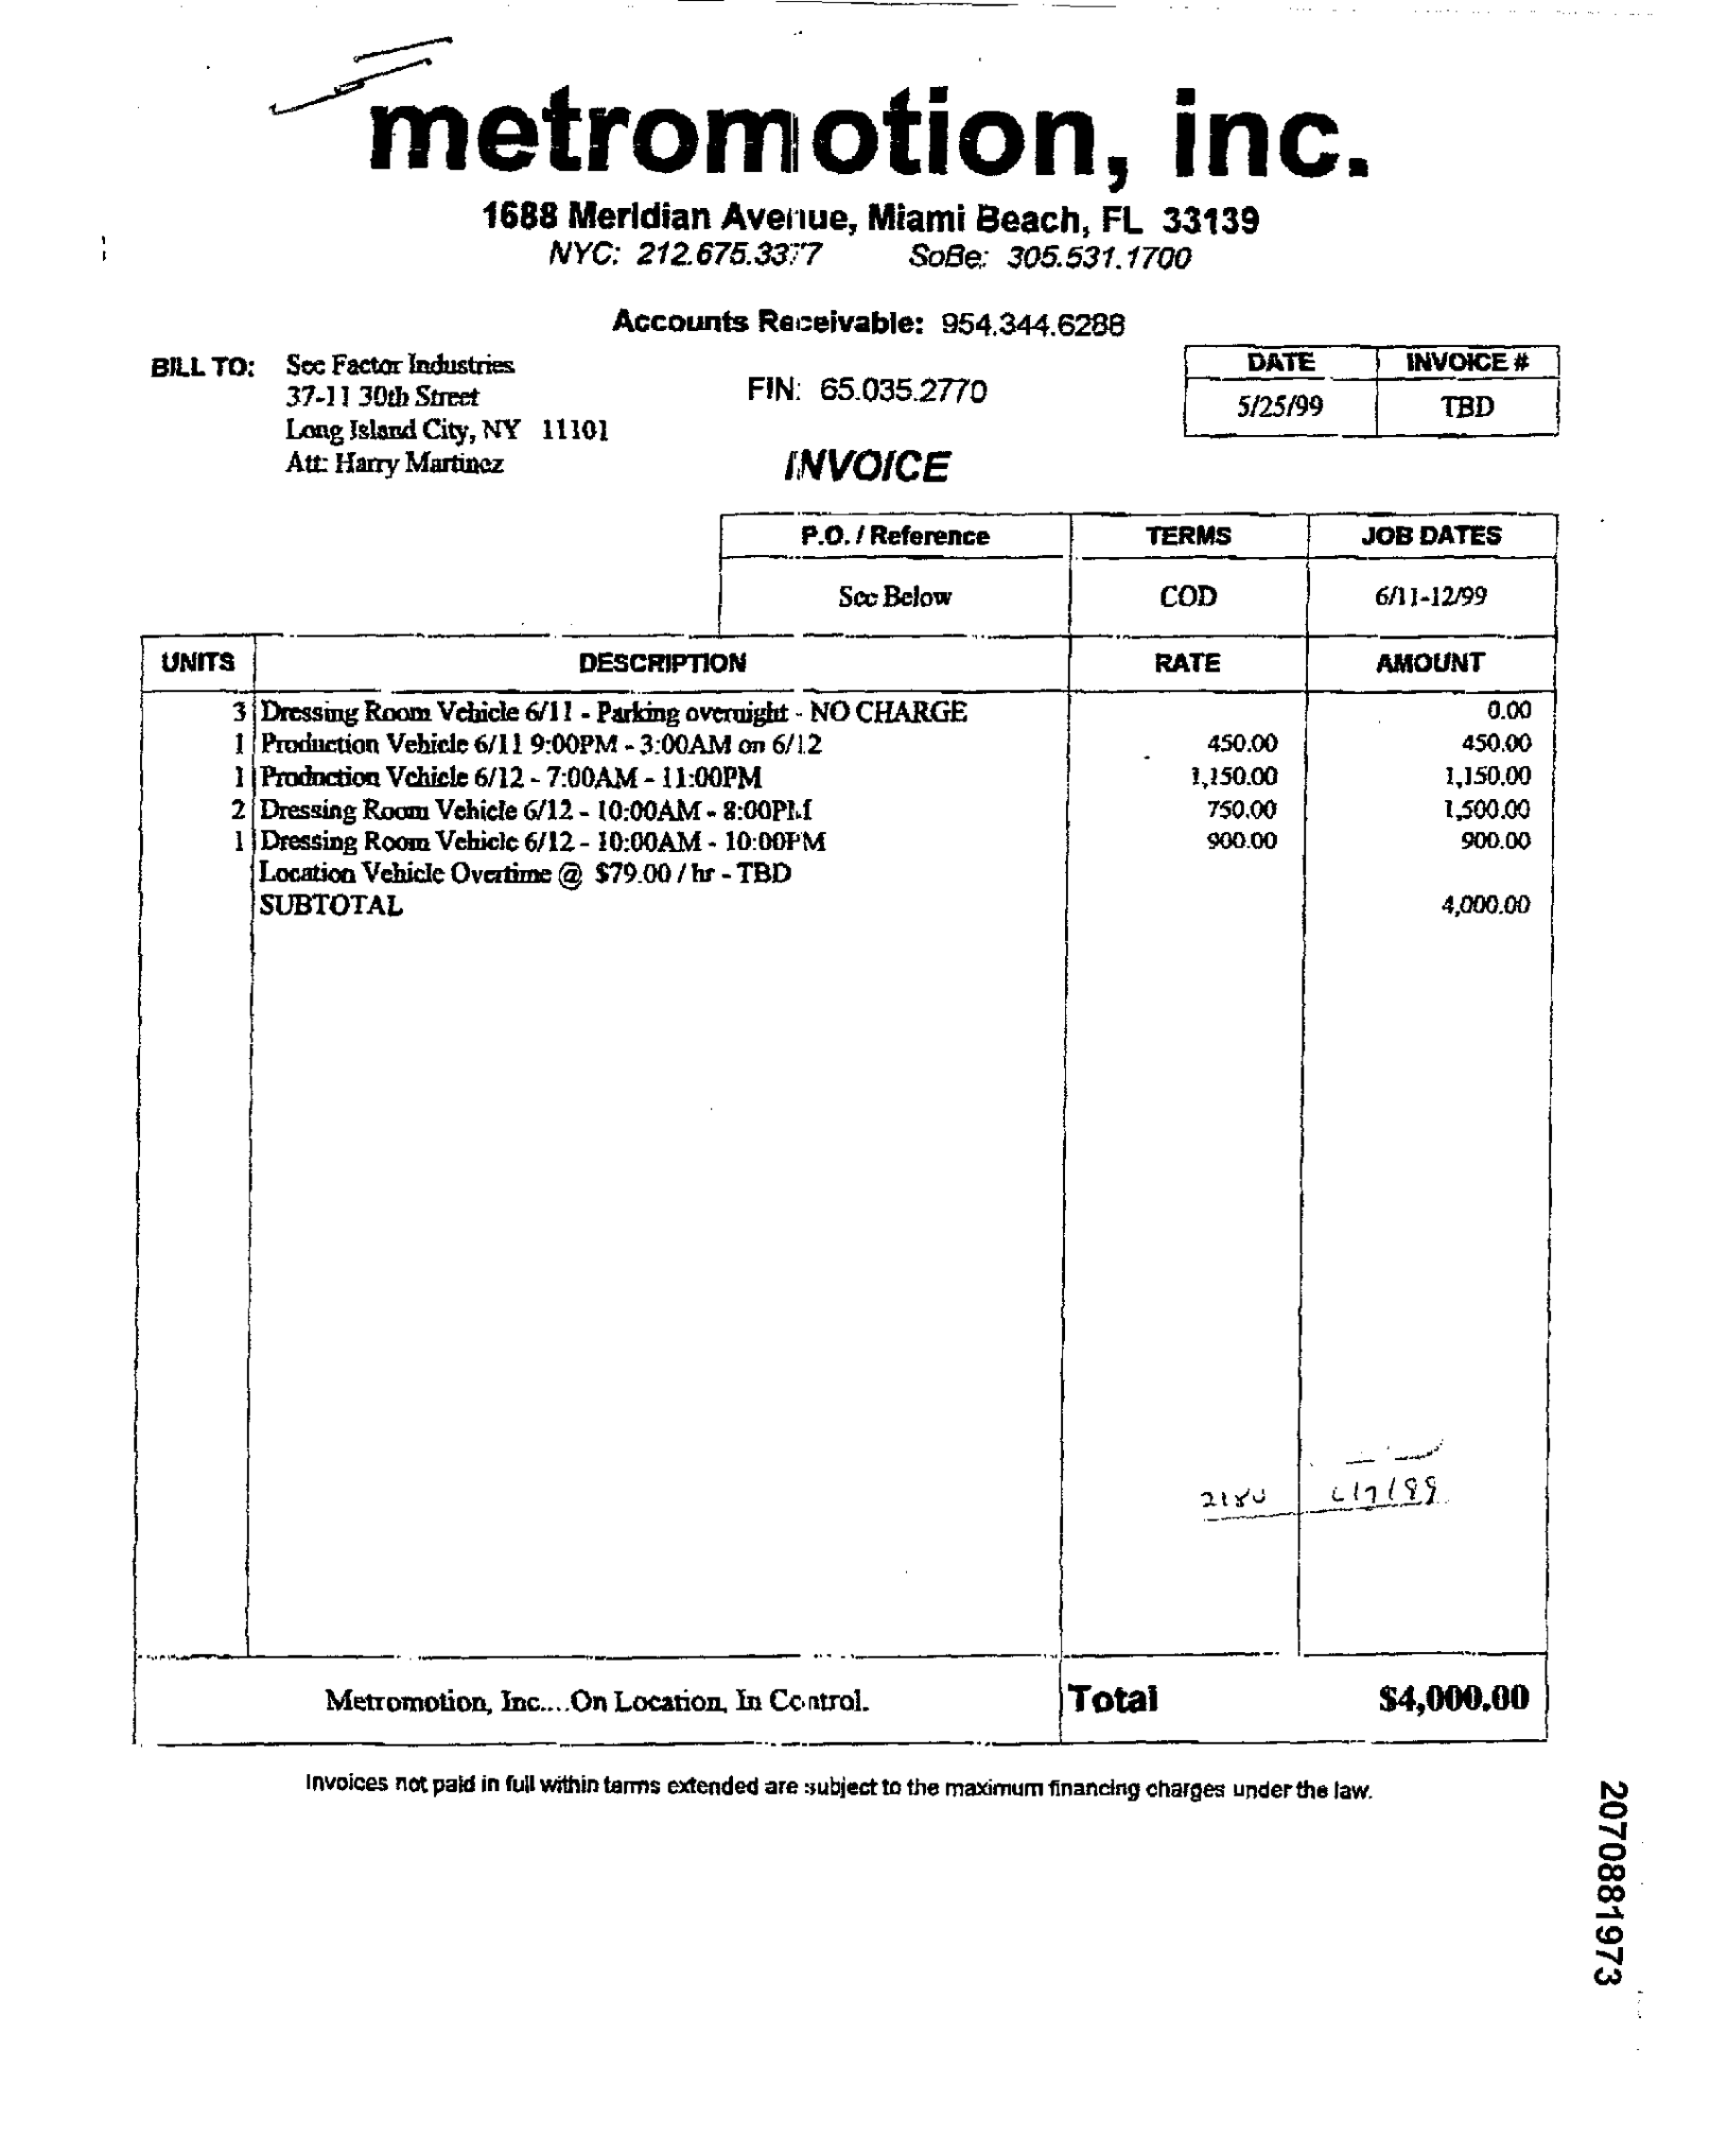 metromotion, inc.
1688 Meridian Avenue, Miami Beach, FL 33139
NYC: 212.675.3377 SoBe: 305.531.1700
Accounts Receivable: 954.344.6288
BILL TO: See Factor Industries
37-11 30th Street
Long Island City, NY 11101
Att: Harry Martinez
FIN: 65.035.2770
DATE INVOICE #
5/25/99 TBD
INVOICE
P.O. / Reference TERMS JOB DATES
See Below COD 6/11-12/99
UNITS DESCRIPTION RATE AMOUNT
3 Dressing Room Vehicle 6/11 - Parking overnight - NO CHARGE 0.00
1 Production Vehicle 6/11 9:00PM - 3:00AM on 6/12 450.00 450.00
1 Production Vehicle 6/12 - 7:00AM - 11:00PM 1,150.00 1,150.00
2 Dressing Room Vehicle 6/12 - 10:00AM - 8:00PM 750.00 1,500.00
1 Dressing Room Vehicle 6/12 - 10:00AM - 10:00PM 900.00 900.00
Location Vehicle Overtime @ $79.00 / hr - TBD
SUBTOTAL 4,000.00
Metromotion, Inc....On Location, In Control. Total $4,000.00
Invoices not paid in full within terms extended are subject to the maximum financing charges under the law.
2070881973